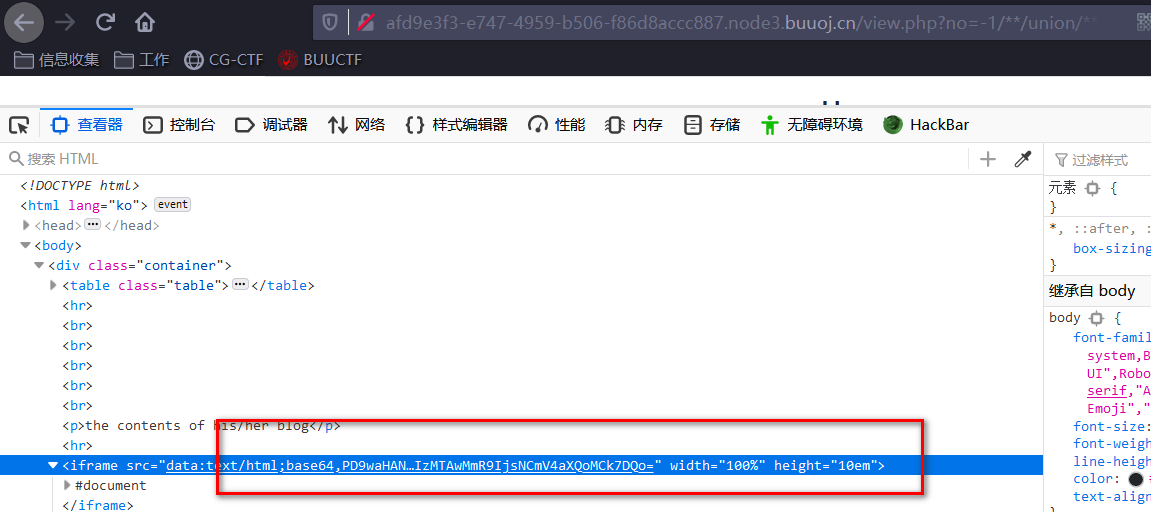 afd9e3f3-e747-4959-b506-f86d8accc887.node3.buuoj.cn/view.php?no=-1/**/union/**
信息收集 工作 CG-CTF BUUCTF
查看器 控制台 调试器 网络 样式编辑器 性能 内存 存储 无障碍环境 HackBar
搜索 HTML
过滤样式
<!DOCTYPE html>
<html lang="ko"> event
<head>…</head>
<body>
<div class="container">
<table class="table">…</table>
<hr>
<br>
<br>
<br>
<br>
<br>
<p>the contents of his/her blog</p>
<hr>
<iframe src="data:text/html;base64,PD9waHAN…IzMTAwMmR9IjsNCmV4aXQoMCk7DQo=" width="100%" height="10em">
#document
</iframe>
元素 {
}
*, ::after, :
box-sizing
}
继承自 body
body {
font-famil
system,B
UI",Robo
serif,"A
Emoji","
font-size:
font-weigh
line-heigh
color:
text-align